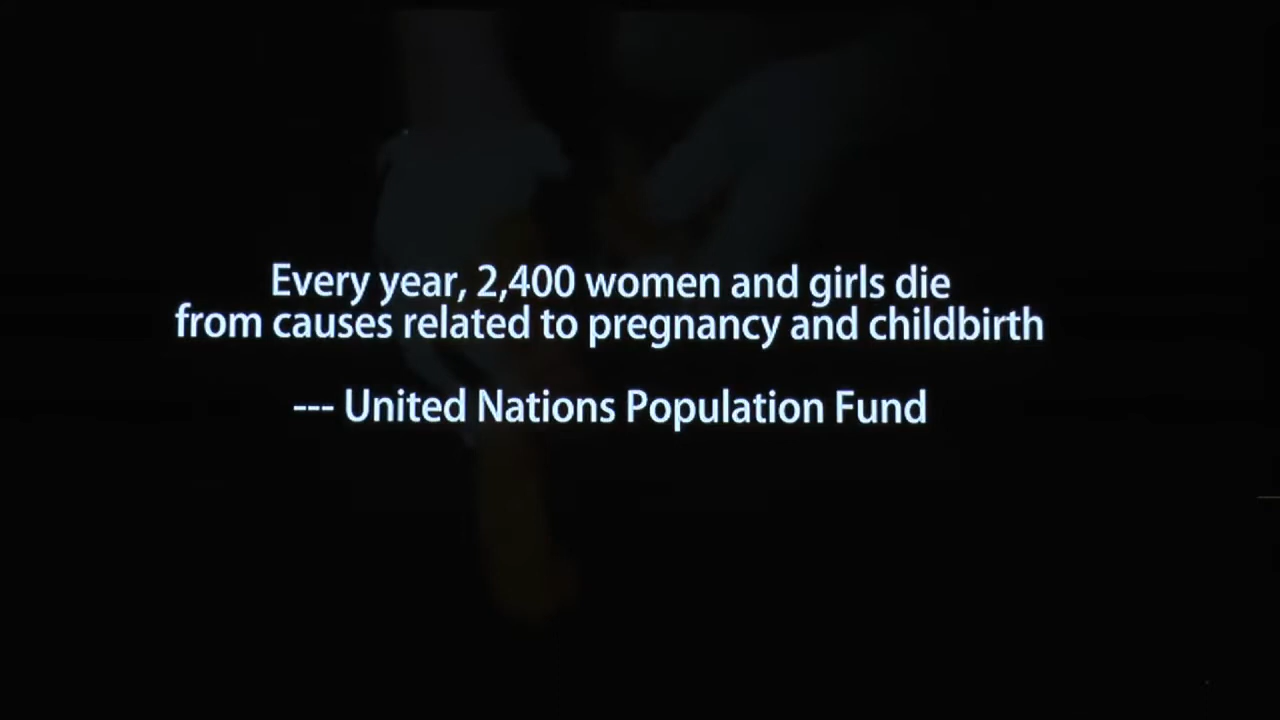 Every year, 2,400 women and girls die
from causes related to pregnancy and childbirth
--- United Nations Population Fund